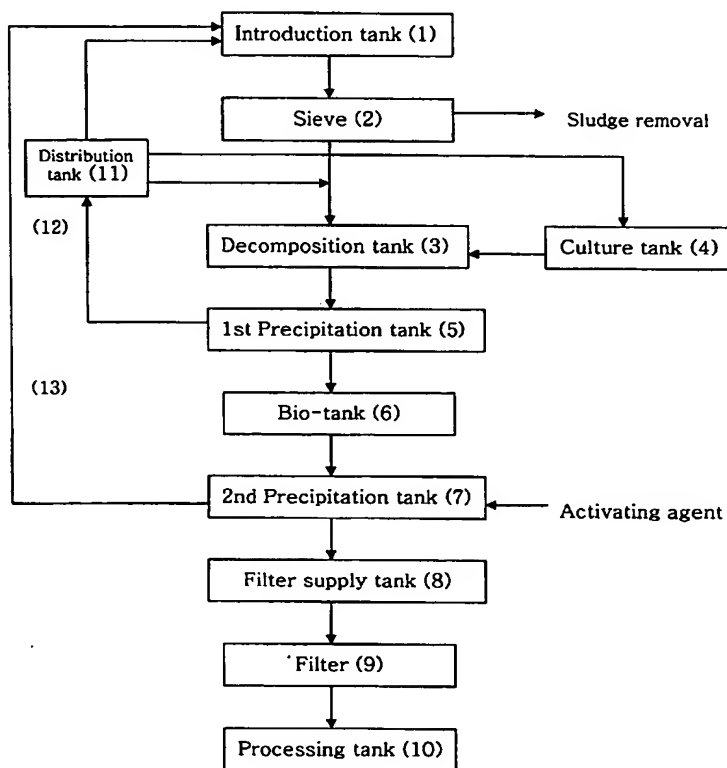 Introduction tank (1)
Sieve (2)
Sludge removal
Distribution
tank (11)
(12)
Decomposition tank (3)
Culture tank (4)
1st Precipitation tank (5)
(13)
Bio-tank (6)
2nd Precipitation tank (7)
Activating agent
Filter supply tank (8)
Filter (9)
Processing tank (10)